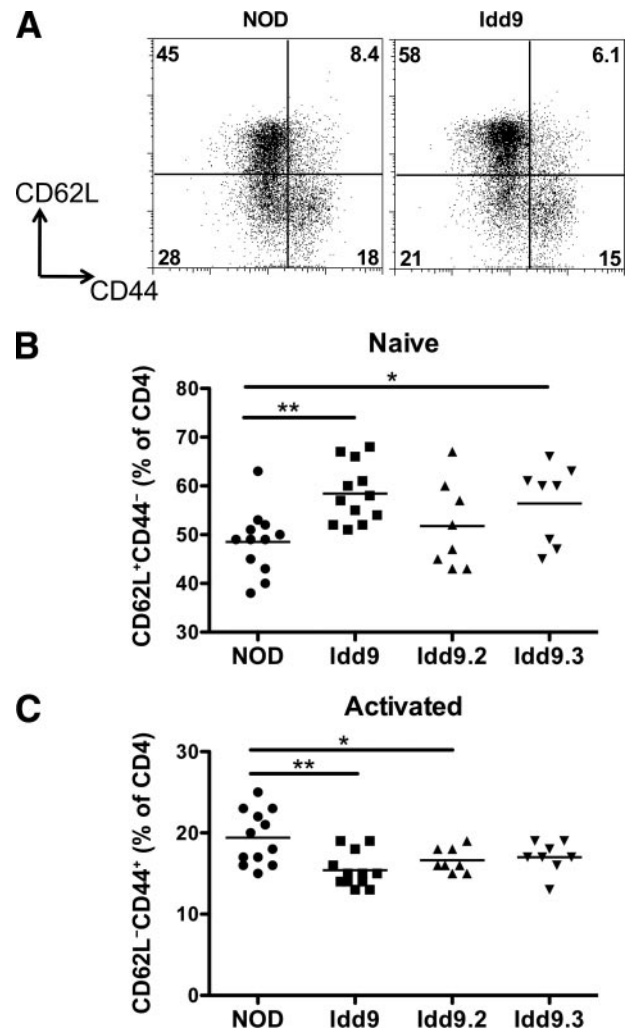 A
NOD
Idd9
45
8.4
58
6.1
28
18
21
15
CD62L
CD44
B
Naive
CD62L⁺CD44⁻ (% of CD4)
80
70
60
50
40
30
*
**
NOD
Idd9
Idd9.2
Idd9.3
C
Activated
CD62L⁻CD44⁺ (% of CD4)
30
20
10
0
*
**
NOD
Idd9
Idd9.2
Idd9.3